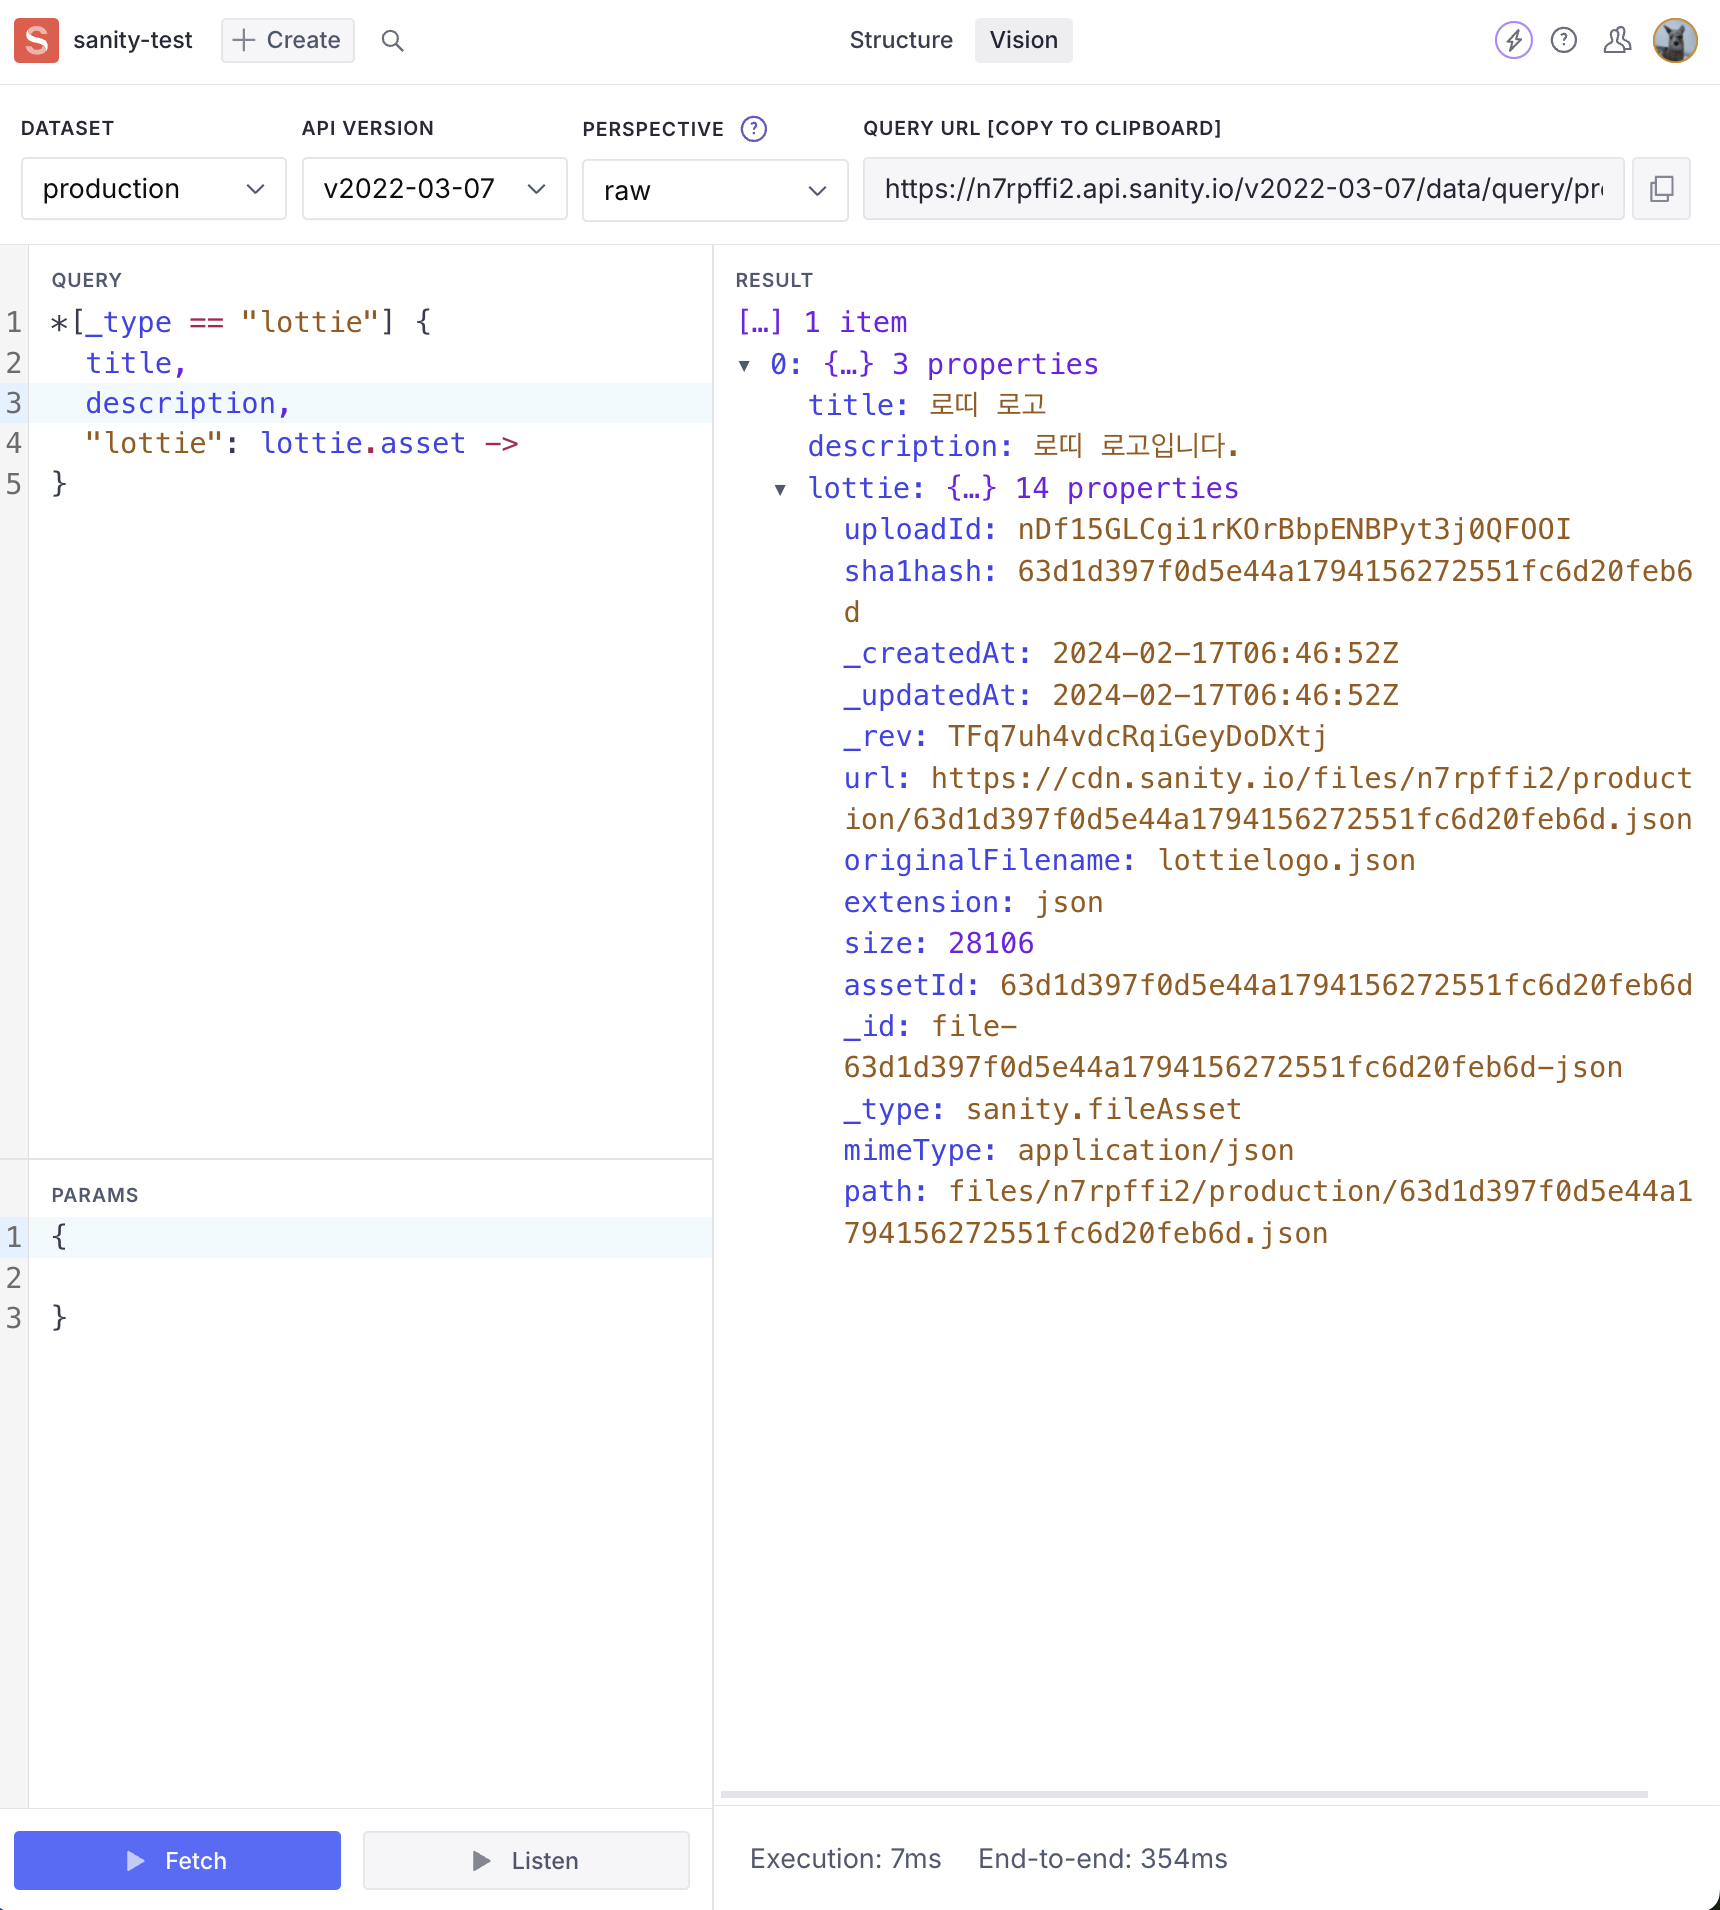 S sanity-test + Create Structure Vision
DATASET API VERSION PERSPECTIVE ? QUERY URL [COPY TO CLIPBOARD]
production v2022-03-07 raw https://n7rpffi2.api.sanity.io/v2022-03-07/data/query/pr
QUERY
1 *[_type == "lottie"] {
2 title,
3 description,
4 "lottie": lottie.asset ->
5 }
PARAMS
1 {
2
3 }
Fetch Listen
RESULT
[…] 1 item
▼ 0: {…} 3 properties
title: 로띠 로고
description: 로띠 로고입니다.
▼ lottie: {…} 14 properties
uploadId: nDf15GLCgi1rKOrBbpENBPyt3j0QFOOI
sha1hash: 63d1d397f0d5e44a1794156272551fc6d20feb6
d
_createdAt: 2024-02-17T06:46:52Z
_updatedAt: 2024-02-17T06:46:52Z
_rev: TFq7uh4vdcRqiGeyDoDXtj
url: https://cdn.sanity.io/files/n7rpffi2/product
ion/63d1d397f0d5e44a1794156272551fc6d20feb6d.json
originalFilename: lottielogo.json
extension: json
size: 28106
assetId: 63d1d397f0d5e44a1794156272551fc6d20feb6d
_id: file-
63d1d397f0d5e44a1794156272551fc6d20feb6d-json
_type: sanity.fileAsset
mimeType: application/json
path: files/n7rpffi2/production/63d1d397f0d5e44a1
794156272551fc6d20feb6d.json
Execution: 7ms End-to-end: 354ms